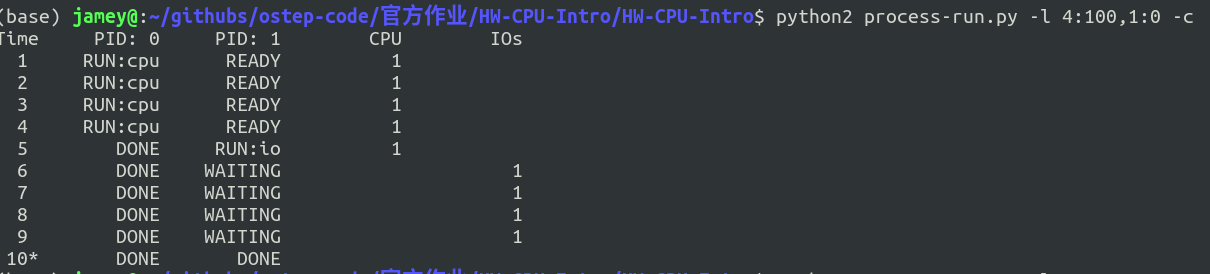 (base) jamey@:~/githubs/ostep-code/官方作业/HW-CPU-Intro/HW-CPU-Intro$ python2 process-run.py -l 4:100,1:0 -c
Time PID: 0 PID: 1 CPU IOs
1 RUN:cpu READY 1
2 RUN:cpu READY 1
3 RUN:cpu READY 1
4 RUN:cpu READY 1
5 DONE RUN:io 1
6 DONE WAITING 1
7 DONE WAITING 1
8 DONE WAITING 1
9 DONE WAITING 1
10* DONE DONE